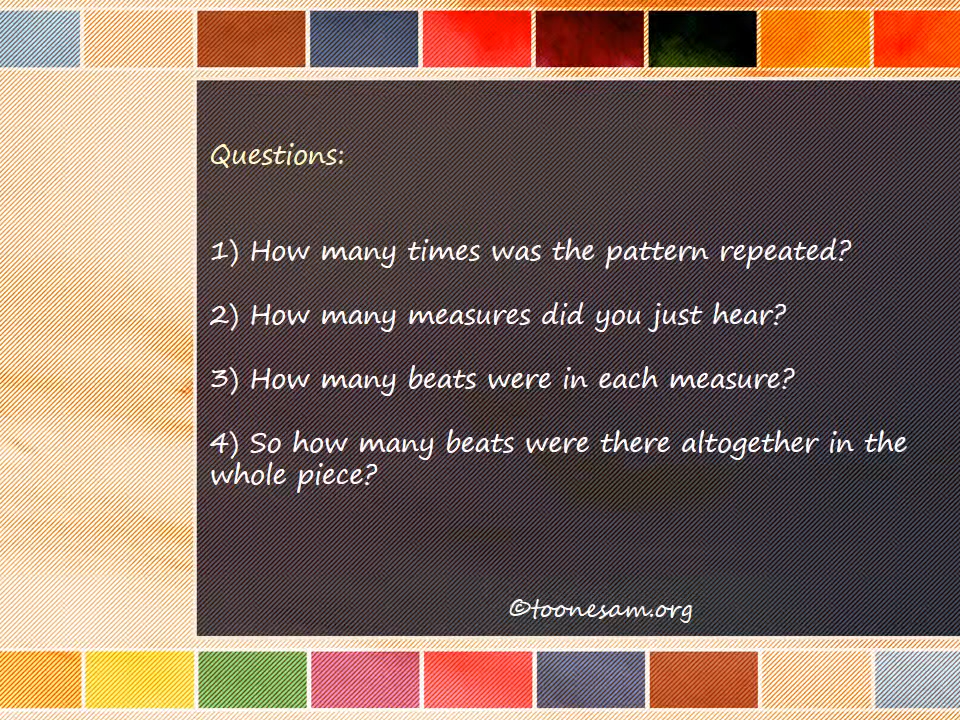 Questions:
1) How many times was the pattern repeated?
2) How many measures did you just hear?
3) How many beats were in each measure?
4) So how many beats were there altogether in the
whole piece?
©toonesam.org